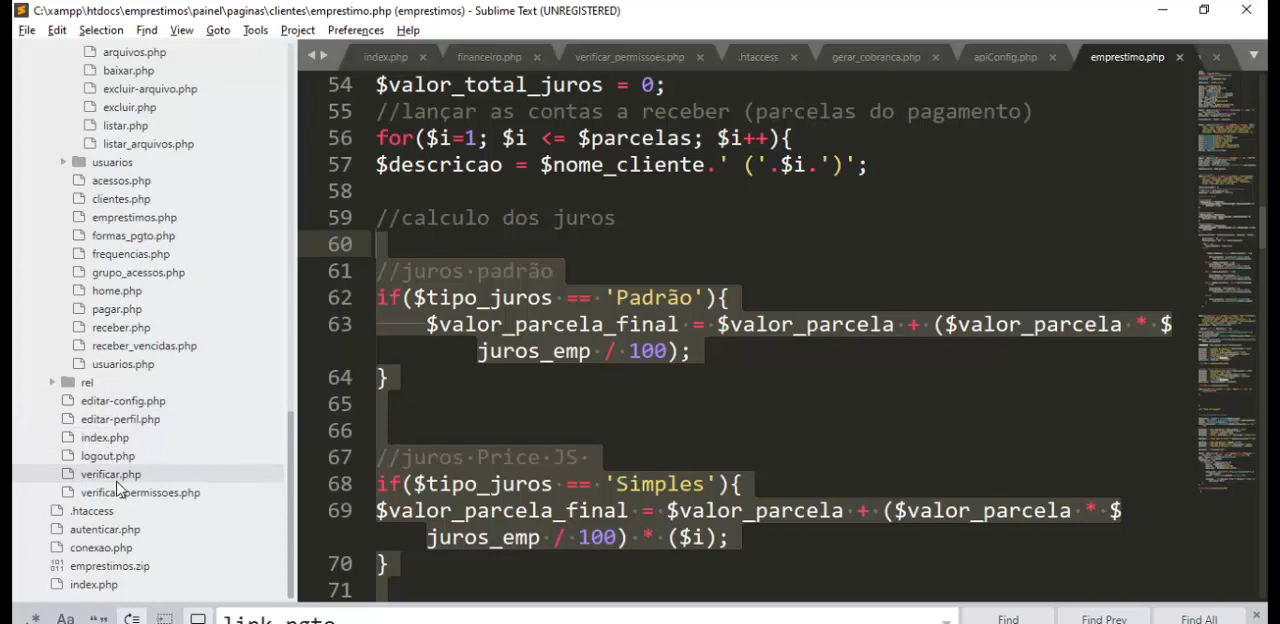 C:\xampp\htdocs\emprestimos\painel\paginas\clientes\emprestimo.php (emprestimos) - Sublime Text (UNREGISTERED)
File Edit Selection Find View Goto Tools Project Preferences Help
arquivos.php
baixar.php
excluir-arquivo.php
excluir.php
listar.php
listar_arquivos.php
usuarios
acessos.php
clientes.php
emprestimos.php
formas_pgto.php
frequencias.php
grupo_acessos.php
home.php
pagar.php
receber.php
receber_vencidas.php
usuarios.php
rel
editar-config.php
editar-perfil.php
index.php
logout.php
verificar.php
verificar_permissoes.php
.htaccess
autenticar.php
conexao.php
emprestimos.zip
index.php
index.php financeiro.php verificar_permissoes.php .htaccess gerar_cobranca.php apiConfig.php emprestimo.php
54 $valor_total_juros = 0;
55 //lançar as contas a receber (parcelas do pagamento)
56 for($i=1; $i <= $parcelas; $i++){
57 $descricao = $nome_cliente.' ('.$i.')';
58
59 //calculo dos juros
60
61 //juros padrão
62 if($tipo_juros == 'Padrão'){
63 $valor_parcela_final = $valor_parcela + ($valor_parcela * $
juros_emp / 100);
64 }
65
66
67 //juros Price JS
68 if($tipo_juros == 'Simples'){
69 $valor_parcela_final = $valor_parcela + ($valor_parcela * $
juros_emp / 100) * ($i);
70 }
71
.* Aa “” link_pgto Find Find Prev Find All